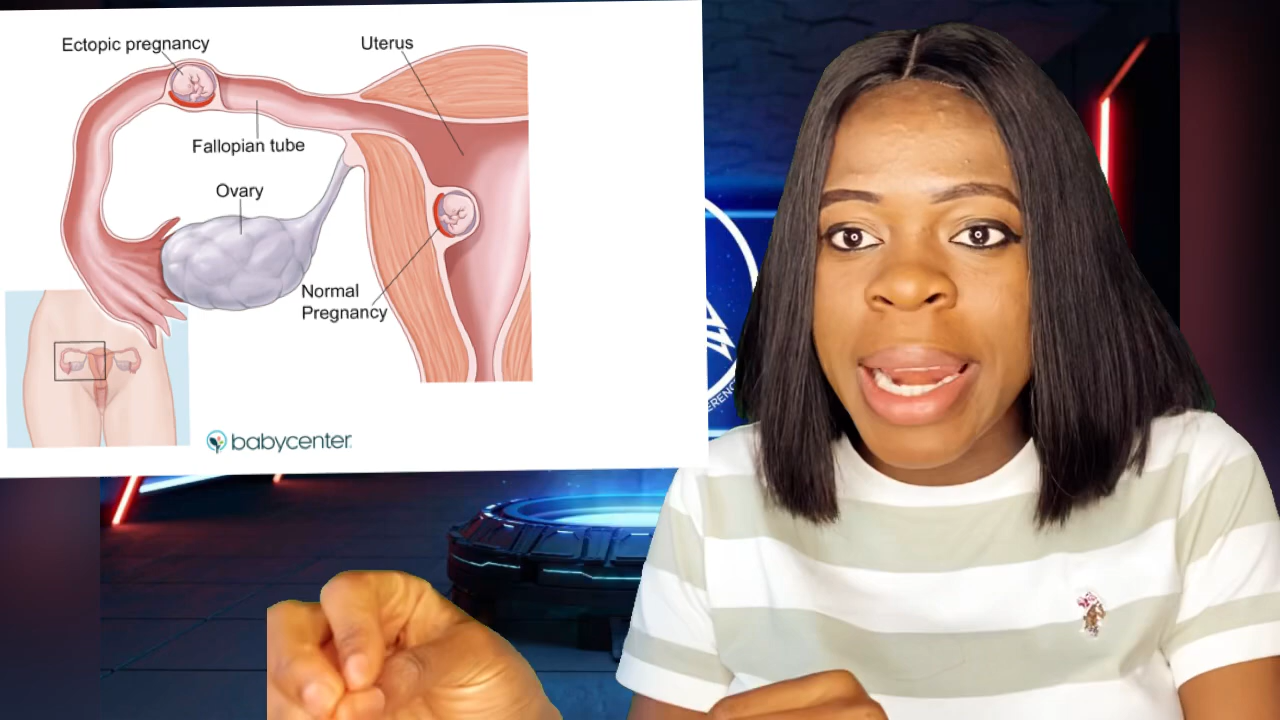 Ectopic pregnancy
Uterus
Fallopian tube
Ovary
Normal
Pregnancy
babycenter